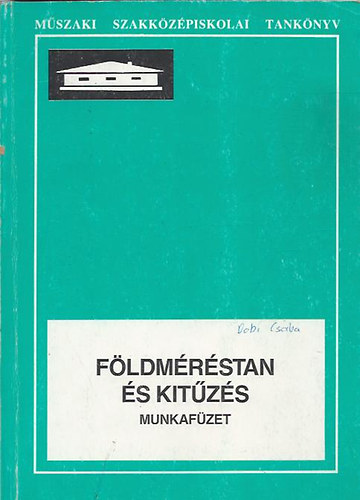 MŰSZAKI SZAKKÖZÉPISKOLAI TANKÖNYV
Dobi Csaba
FÖLDMÉRÉSTAN
ÉS KITŰZÉS
MUNKAFÜZET